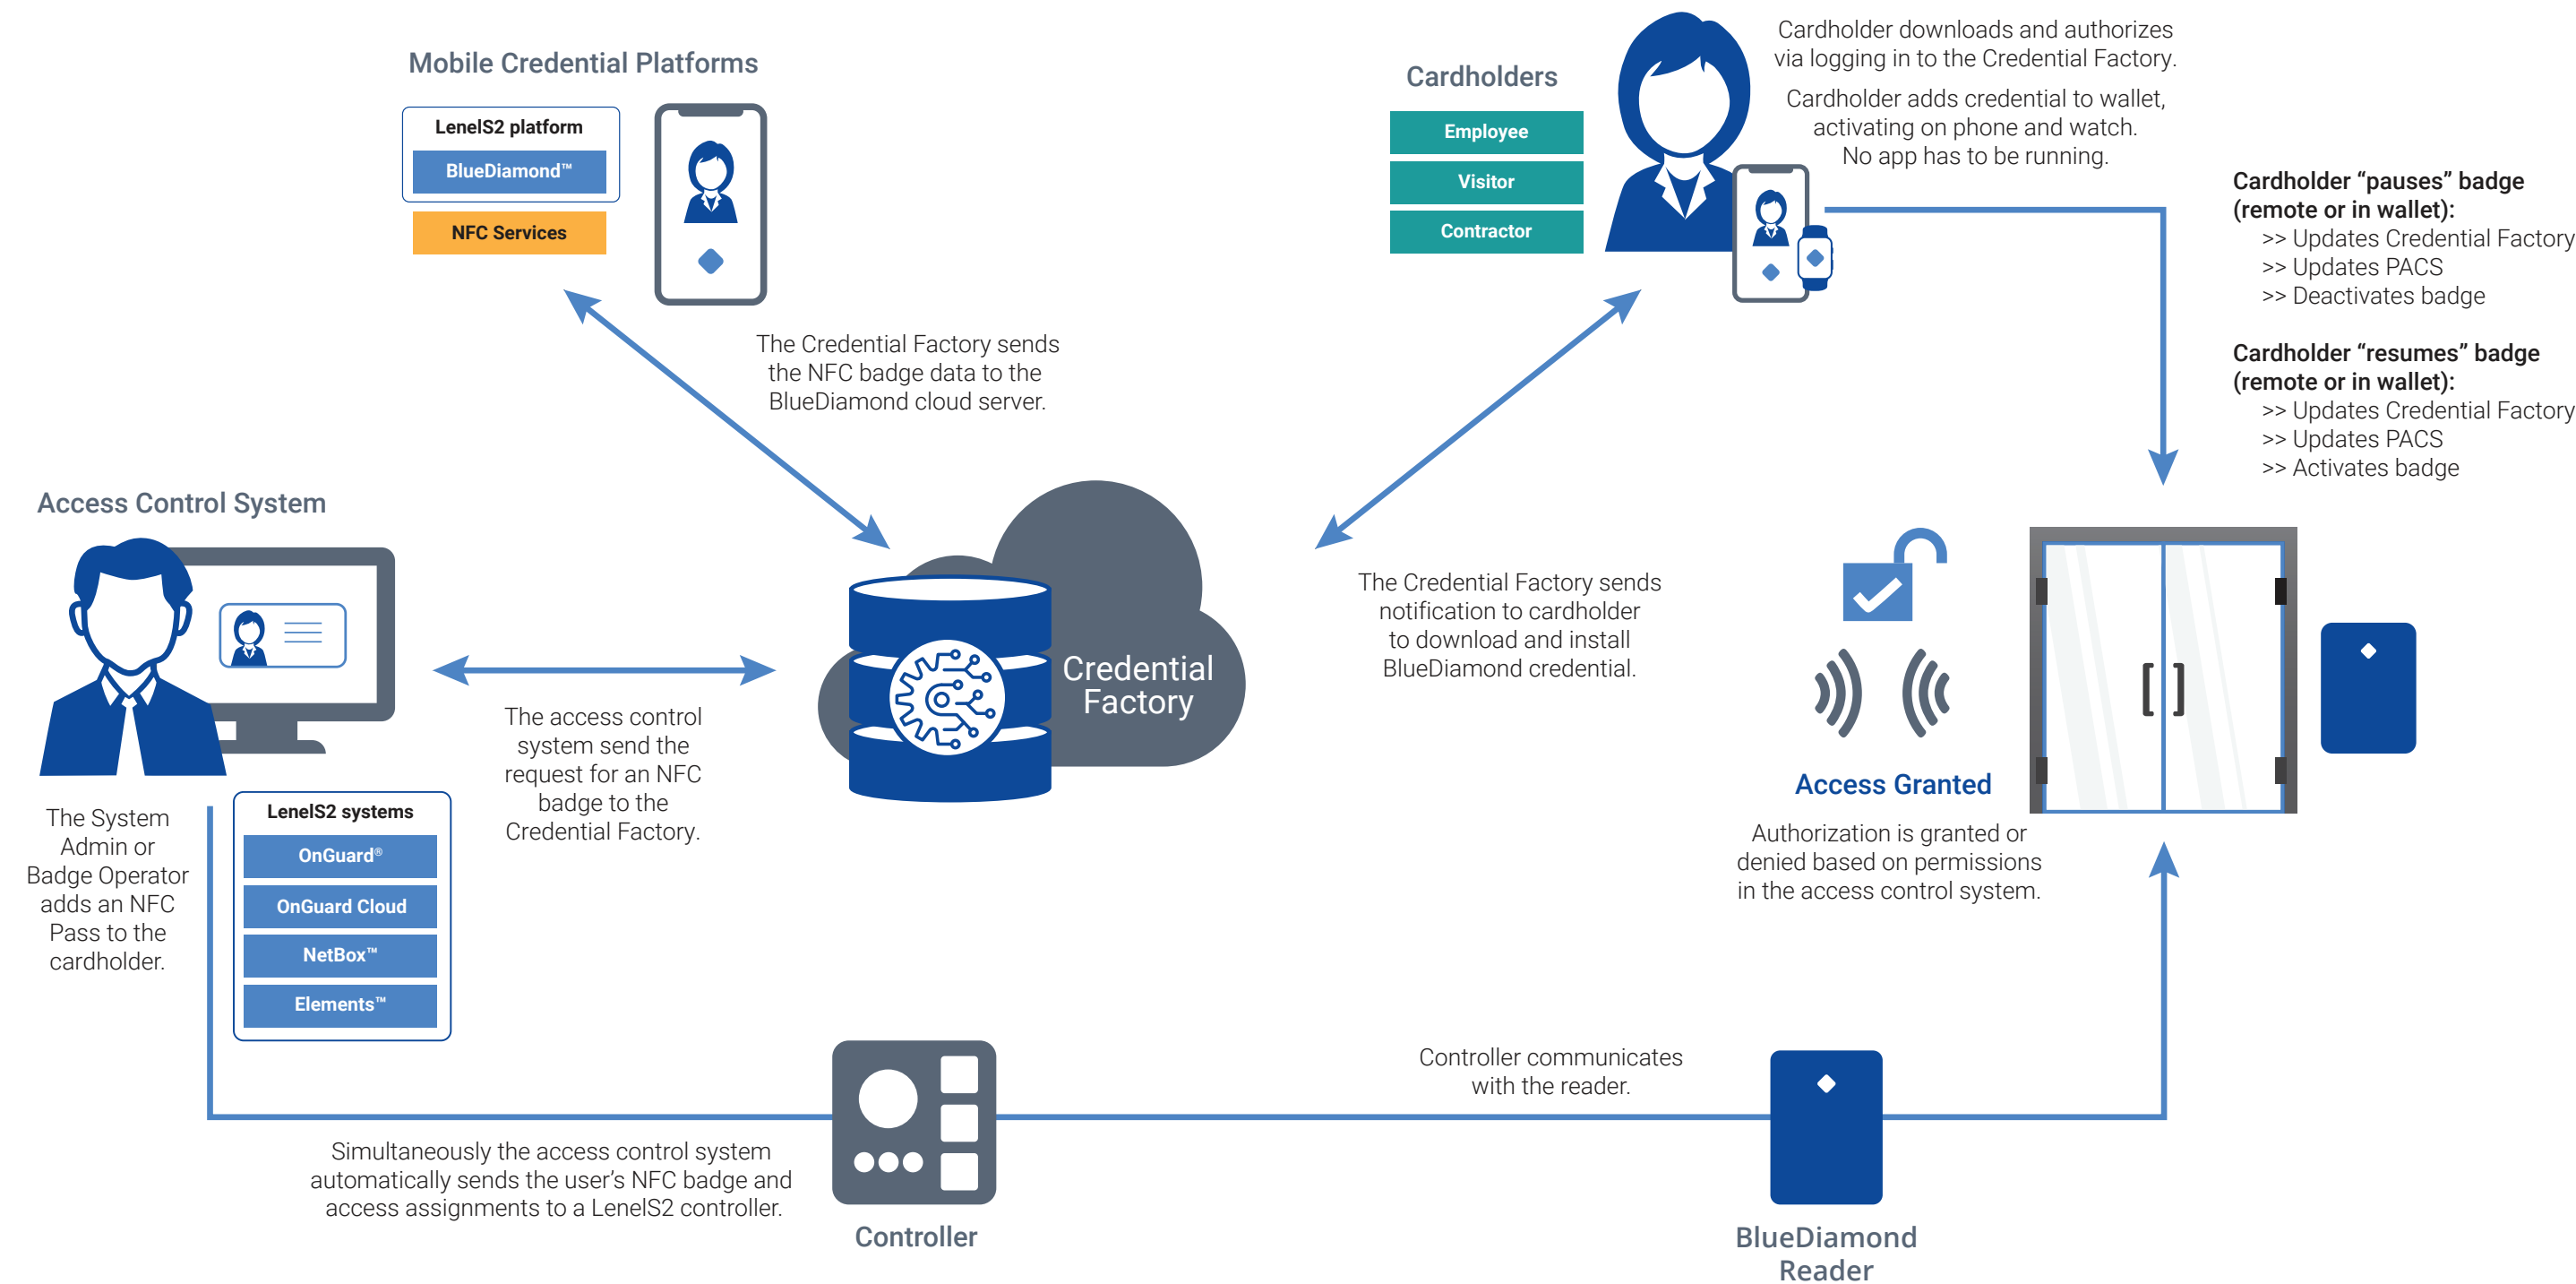 Mobile Credential Platforms
LenelS2 platform
BlueDiamond™
NFC Services
The Credential Factory sends
the NFC badge data to the
BlueDiamond cloud server.
Cardholders
Employee
Visitor
Contractor
Cardholder downloads and authorizes
via logging in to the Credential Factory.
Cardholder adds credential to wallet,
activating on phone and watch.
No app has to be running.
Cardholder “pauses” badge
(remote or in wallet):
>> Updates Credential Factory
>> Updates PACS
>> Deactivates badge
Cardholder “resumes” badge
(remote or in wallet):
>> Updates Credential Factory
>> Updates PACS
>> Activates badge
Access Control System
The System
Admin or
Badge Operator
adds an NFC
Pass to the
cardholder.
LenelS2 systems
OnGuard®
OnGuard Cloud
NetBox™
Elements™
The access control
system send the
request for an NFC
badge to the
Credential Factory.
Credential
Factory
The Credential Factory sends
notification to cardholder
to download and install
BlueDiamond credential.
Access Granted
Authorization is granted or
denied based on permissions
in the access control system.
Simultaneously the access control system
automatically sends the user’s NFC badge and
access assignments to a LenelS2 controller.
Controller
Controller communicates
with the reader.
BlueDiamond
Reader